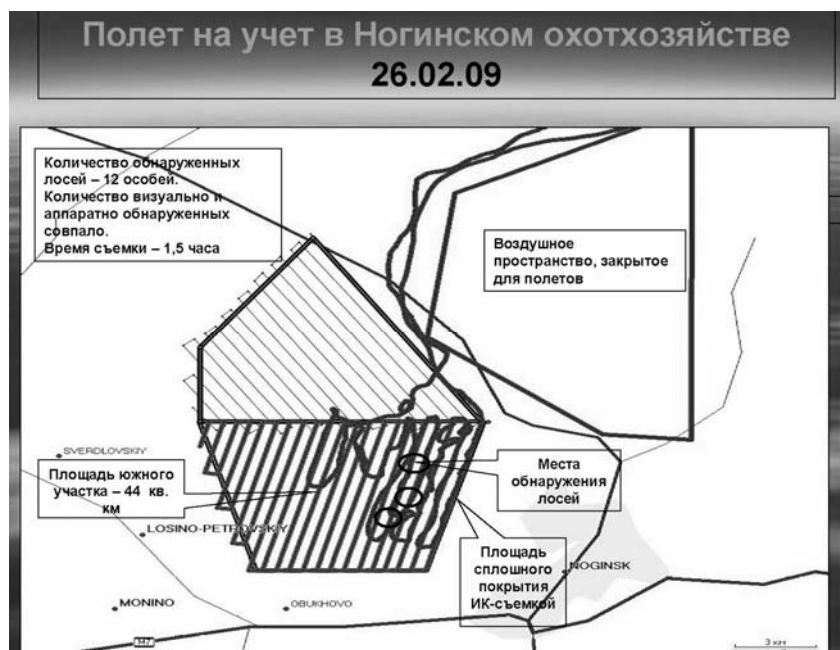 Полет на учет в Ногинском охотхозяйстве
26.02.09
Количество обнаруженных
лосей – 12 особей.
Количество визуально и
аппаратно обнаруженных
совпало.
Время съемки – 1,5 часа
Воздушное
пространство, закрытое
для полетов
SVERDLOVSKIY
Площадь южного
участка – 44 кв.
км
Места
обнаружения
лосей
LOSINO-PETROVSKIY
Площадь
сплошного
покрытия
ИК-съемкой
NOGINSK
MONINO
OBUKHOVO
347
3 км